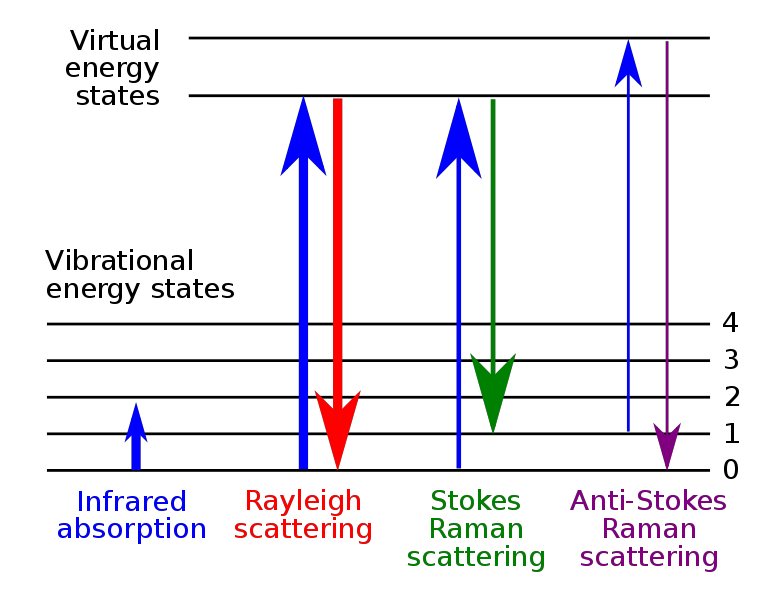 Virtual
energy
states
Vibrational
energy states
4
3
2
1
0
Infrared
absorption
Rayleigh
scattering
Stokes
Raman
scattering
Anti-Stokes
Raman
scattering